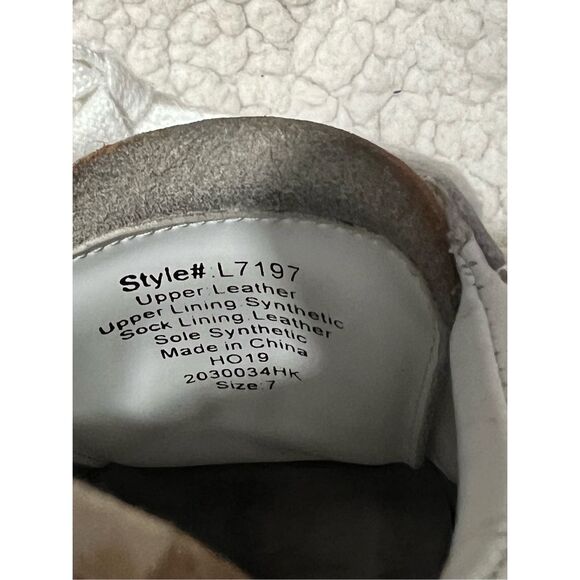 Style#:L7197
Upper:Leather
Upper Lining:Synthetic
Sock Lining:Leather
Sole Synthetic
Made in China
HO19
2030034HK
Size:7